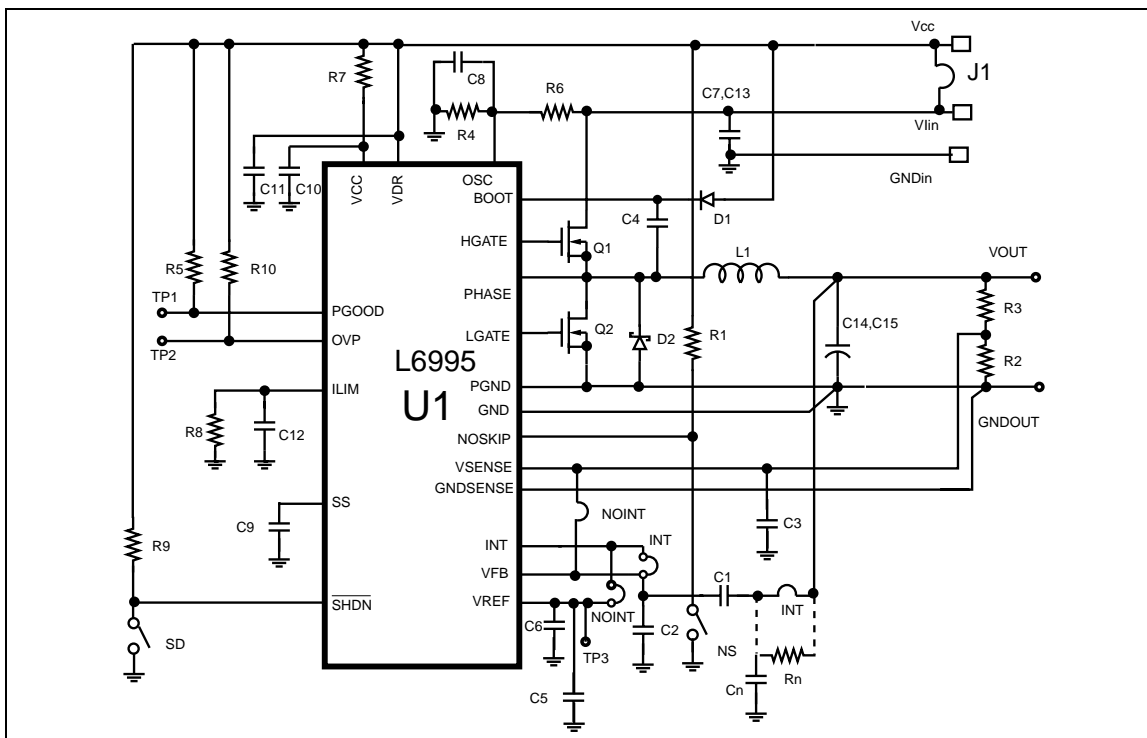 Vcc
J1
R7
C8
R6
C7,C13
R4
VIin
GNDin
C11
C10
VCC
VDR
OSC
BOOT
C4
D1
HGATE
Q1
R5
R10
L1
VOUT
TP1
PHASE
PGOOD
R3
TP2
OVP
LGATE
Q2
D2
R1
C14,C15
L6995
U1
R2
ILIM
PGND
GND
GNDOUT
R8
C12
NOSKIP
VSENSE
GNDSENSE
SS
C9
NOINT
C3
R9
INT
INT
VFB
C1
SHDN
VREF
NOINT
INT
C6
C2
SD
TP3
NS
Rn
Cn
C5